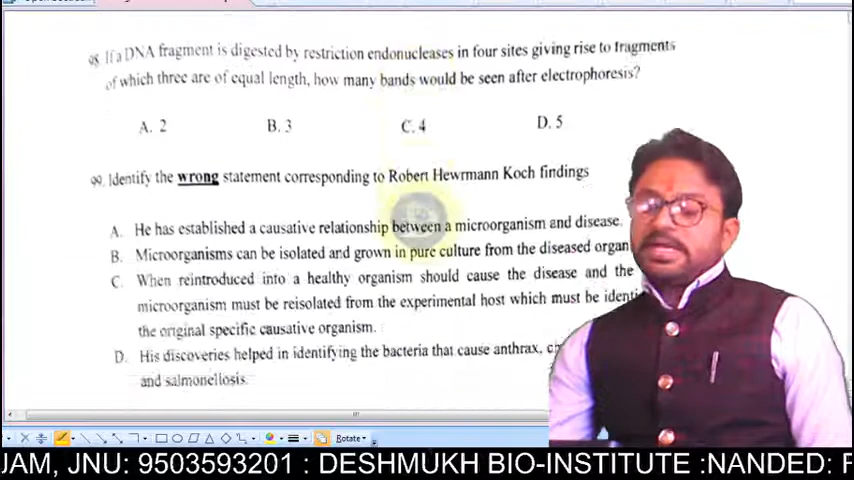 98. If a DNA fragment is digested by restriction endonucleases in four sites giving rise to fragments
of which three are of equal length, how many bands would be seen after electrophoresis?
A. 2 B. 3 C. 4 D. 5
99. Identify the wrong statement corresponding to Robert Hewrmann Koch findings
A. He has established a causative relationship between a microorganism and disease.
B. Microorganisms can be isolated and grown in pure culture from the diseased organ
C. When reintroduced into a healthy organism should cause the disease and the
microorganism must be reisolated from the experimental host which must be identi
the original specific causative organism.
D. His discoveries helped in identifying the bacteria that cause anthrax,
and salmonellosis.
Rotate
JAM, JNU: 9503593201 : DESHMUKH BIO-INSTITUTE :NANDED: